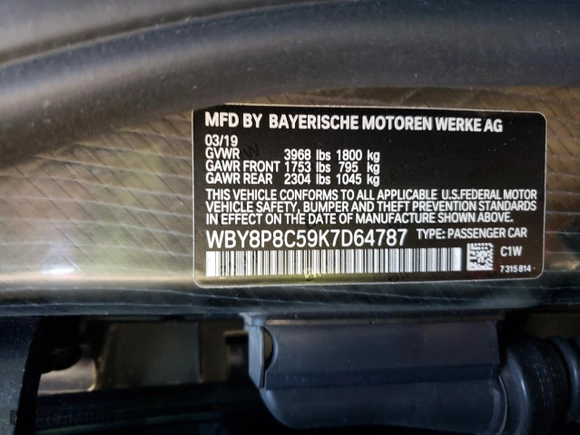 MFD BY BAYERISCHE MOTOREN WERKE AG
03/19
GVWR 3968 lbs 1800 kg
GAWR FRONT 1753 lbs 795 kg
GAWR REAR 2304 lbs 1045 kg
THIS VEHICLE CONFORMS TO ALL APPLICABLE U.S.FEDERAL MOTOR
VEHICLE SAFETY, BUMPER AND THEFT PREVENTION STANDARDS
IN EFFECT ON THE DATE OF MANUFACTURE SHOWN ABOVE.
WBY8P8C59K7D64787 TYPE: PASSENGER CAR
C1W
7 315 814